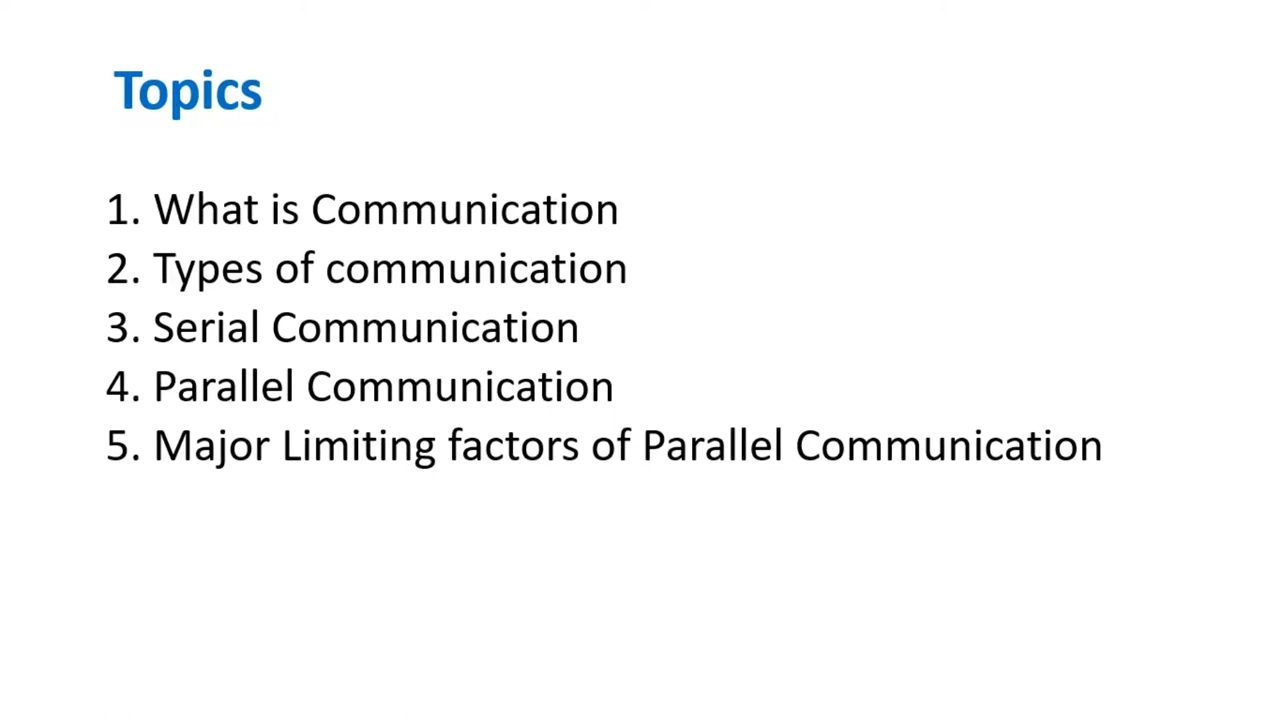 Topics
1. What is Communication
2. Types of communication
3. Serial Communication
4. Parallel Communication
5. Major Limiting factors of Parallel Communication